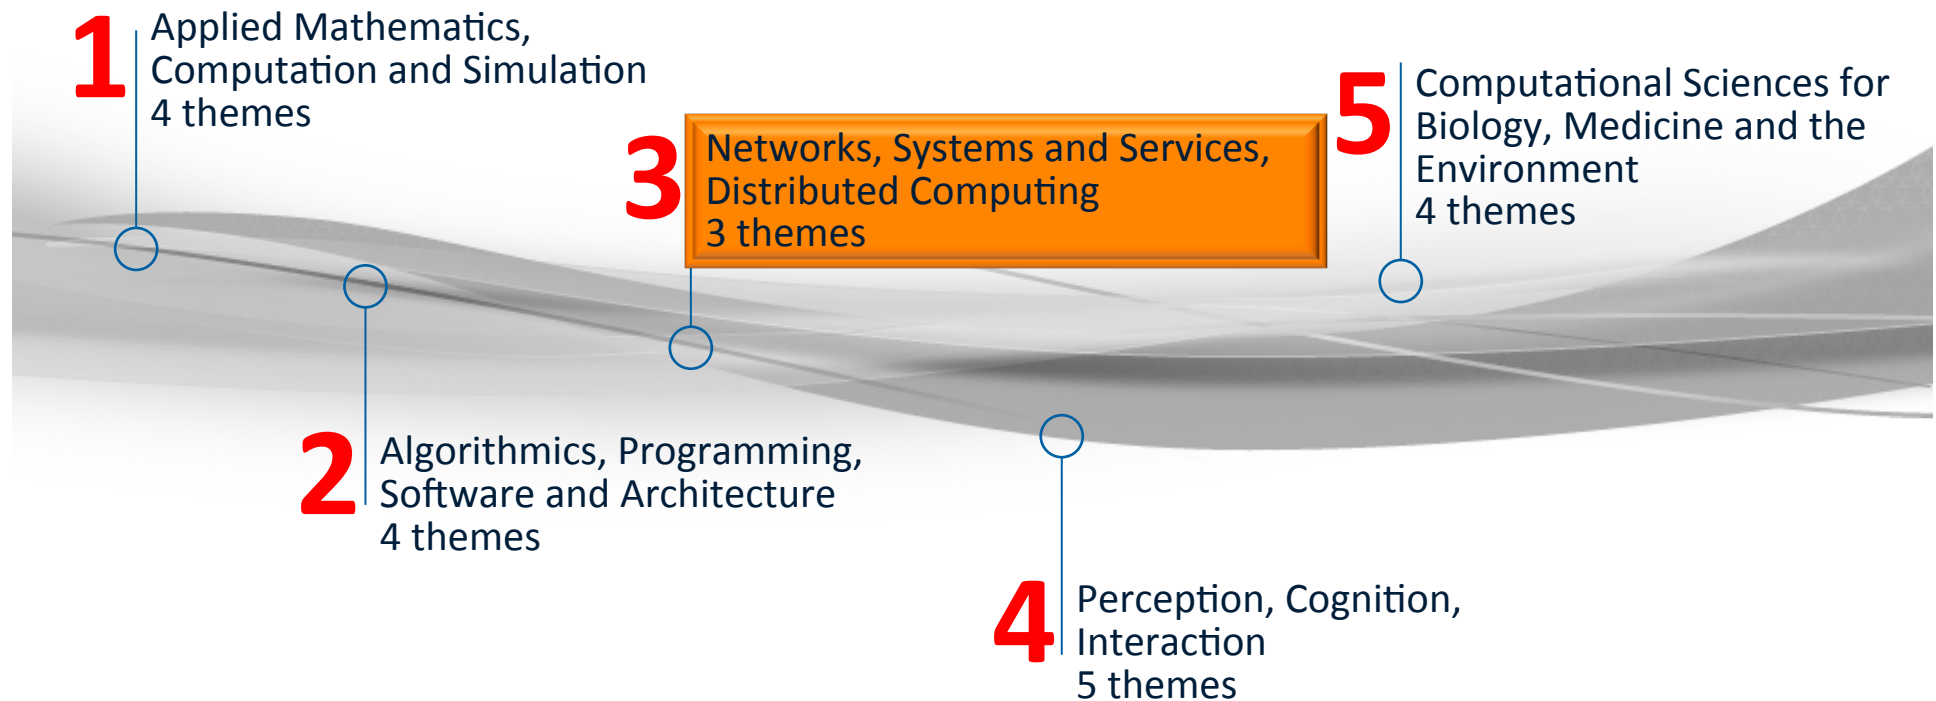 1
Applied Mathematics,
Computation and Simulation
4 themes
2
Algorithmics, Programming,
Software and Architecture
4 themes
3
Networks, Systems and Services,
Distributed Computing
3 themes
4
Perception, Cognition,
Interaction
5 themes
5
Computational Sciences for
Biology, Medicine and the
Environment
4 themes